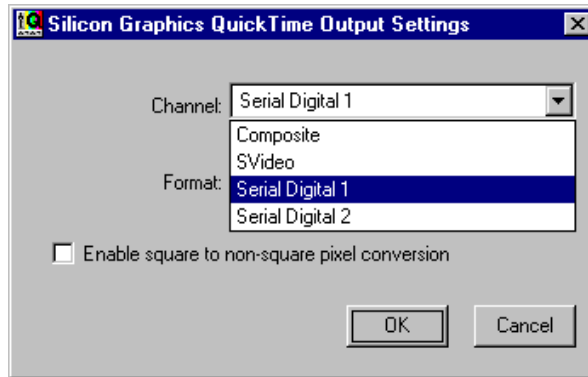 Silicon Graphics QuickTime Output Settings
Channel: Serial Digital 1
Composite
SVideo
Format: Serial Digital 1
Serial Digital 2
Enable square to non-square pixel conversion
OK Cancel